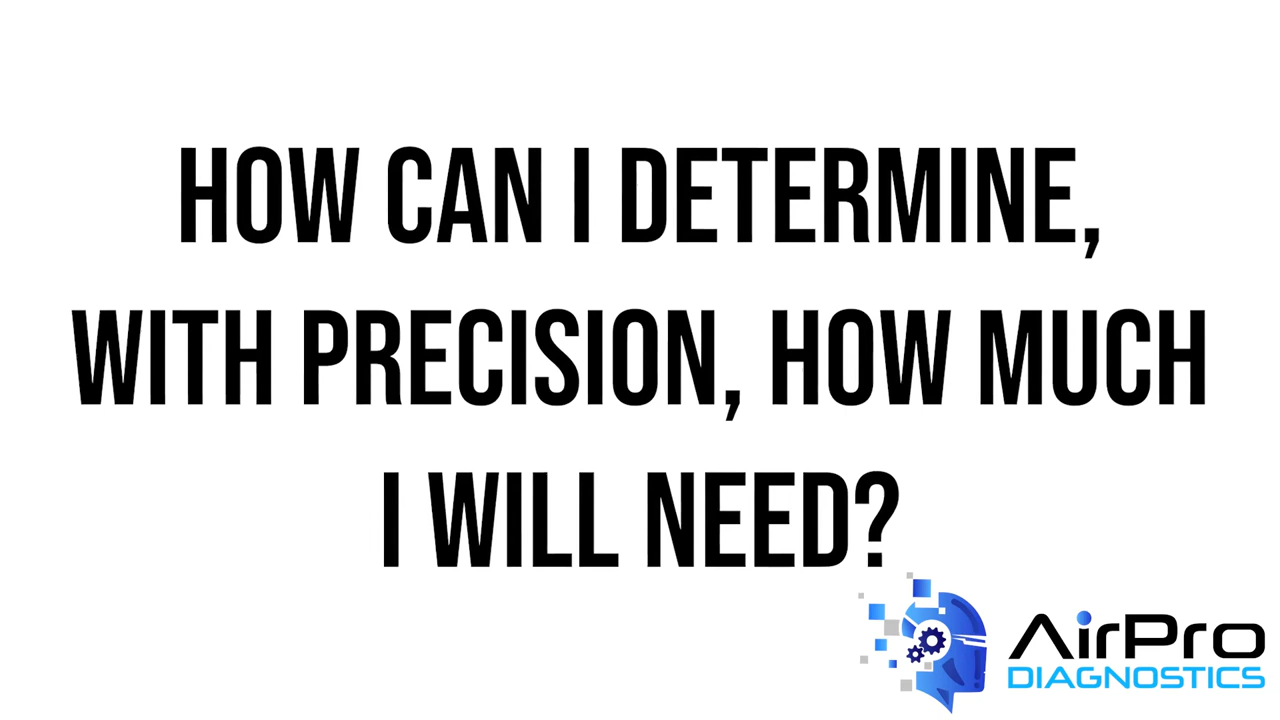 HOW CAN I DETERMINE,
WITH PRECISION, HOW MUCH
I WILL NEED?
AirPro
DIAGNOSTICS